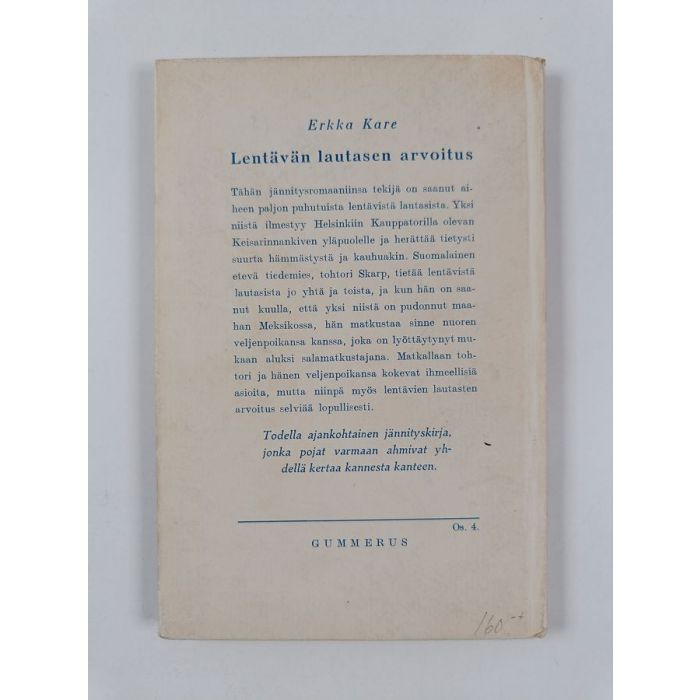 Erkka Kare
Lentävän lautasen arvoitus
Tähän jännitysromaaniinsa tekijä on saanut ai-
heen paljon puhutuista lentävistä lautasista. Yksi
niistä ilmestyy Helsinkiin Kauppatorilla olevan
Keisarinnankiven yläpuolelle ja herättää tietysti
suurta hämmästystä ja kauhuakin. Suomalainen
etevä tiedemies, tohtori Skarp, tietää lentävistä
lautasista jo yhtä ja toista, ja kun hän on saa-
nut kuulla, että yksi niistä on pudonnut maa-
han Meksikossa, hän matkustaa sinne nuoren
veljenpoikansa kanssa, joka on lyöttäytynyt mu-
kaan aluksi salamatkustajana. Matkallaan toh-
tori ja hänen veljenpoikansa kokevat ihmeellisiä
asioita, mutta niinpä myös lentävien lautasten
arvoitus selviää lopullisesti.
Todella ajankohtainen jännityskirja,
jonka pojat varmaan ahmivat yh-
dellä kertaa kannesta kanteen.
Os. 4.
GUMMERUS
160:-+